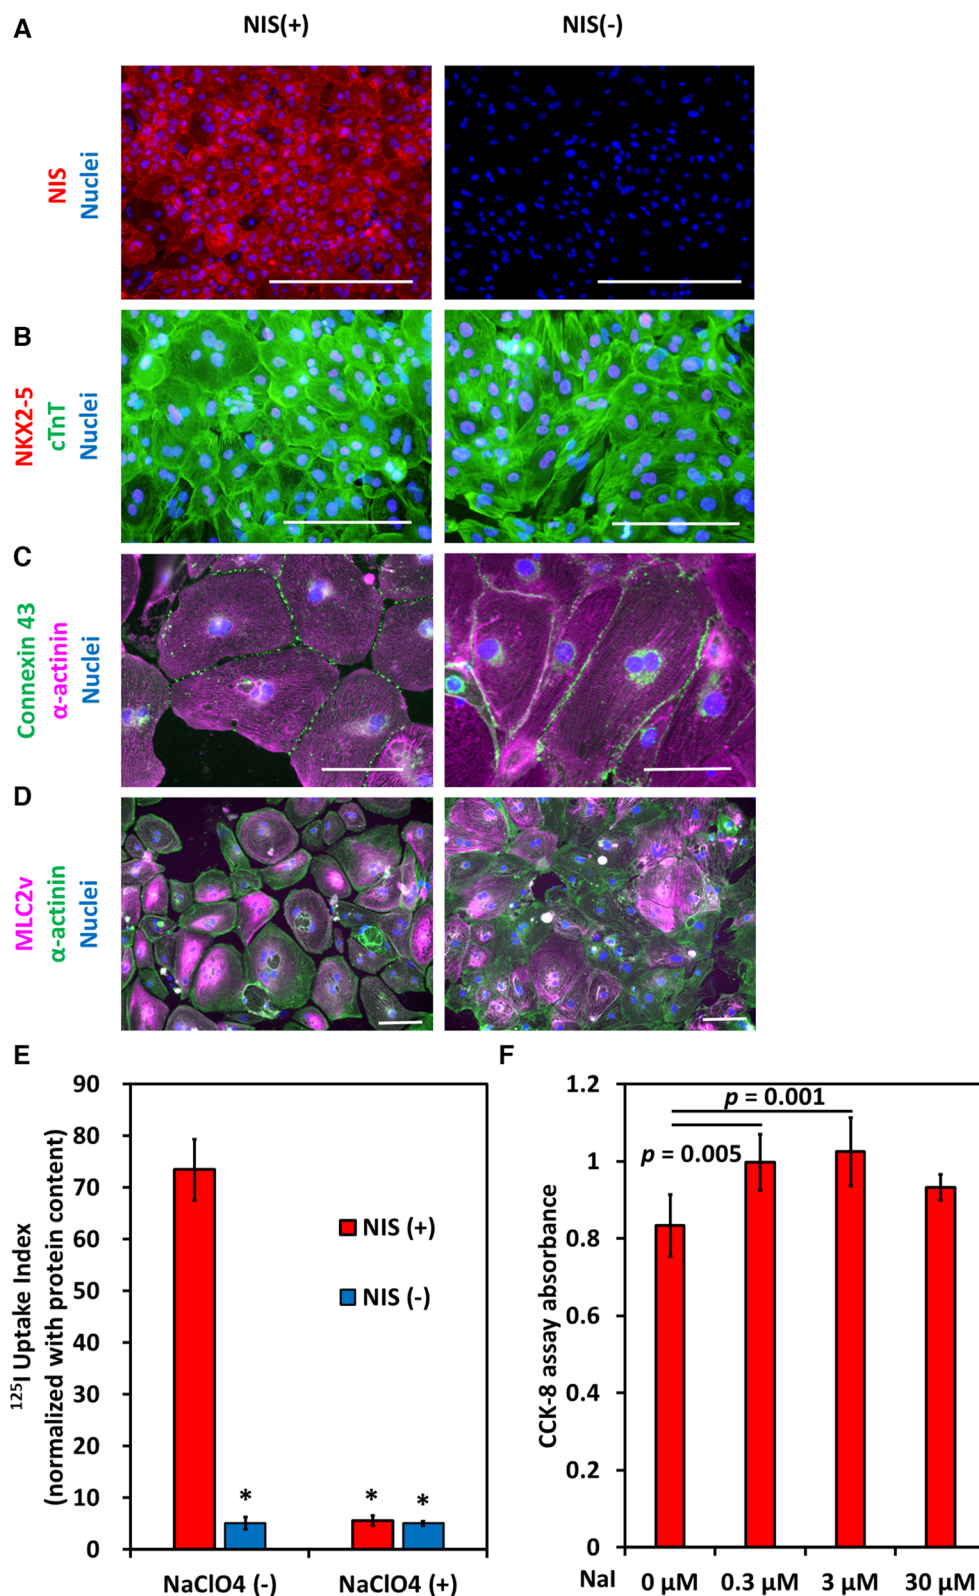 A
NIS(+)
NIS(-)
NIS
Nuclei
B
NKX2-5
cTnT
Nuclei
C
Connexin 43
α-actinin
Nuclei
D
MLC2v
α-actinin
Nuclei
E
90
80
70
60
50
40
30
20
10
0
125I Uptake Index
(normalized with protein content)
NIS (+)
NIS (-)
*
*
*
NaClO4 (-)
NaClO4 (+)
F
1.2
1
0.8
0.6
0.4
0.2
0
CCK-8 assay absorbance
p = 0.001
p = 0.005
NaI
0 μM
0.3 μM
3 μM
30 μM